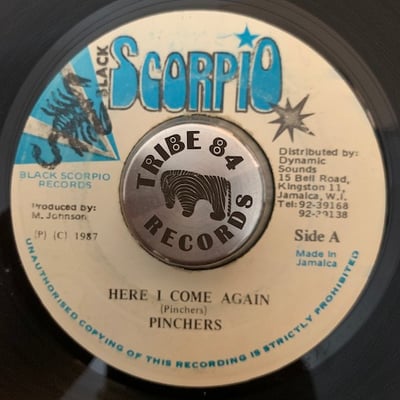 BLACK
SCORPIO
BLACK SCORPIO
RECORDS
Produced by:
M. Johnson
(P) (C) 1987
TRIBE 84
RECORDS
Distributed by:
Dynamic
Sounds
15 Bell Road,
Kingston 11,
Jamaica, W.I.
Tel: 92-39168
92-39138
Side A
Made in
Jamaica
HERE I COME AGAIN
(Pinchers)
PINCHERS
UNAUTHORISED COPYING OF THIS RECORDING IS STRICTLY PROHIBITED